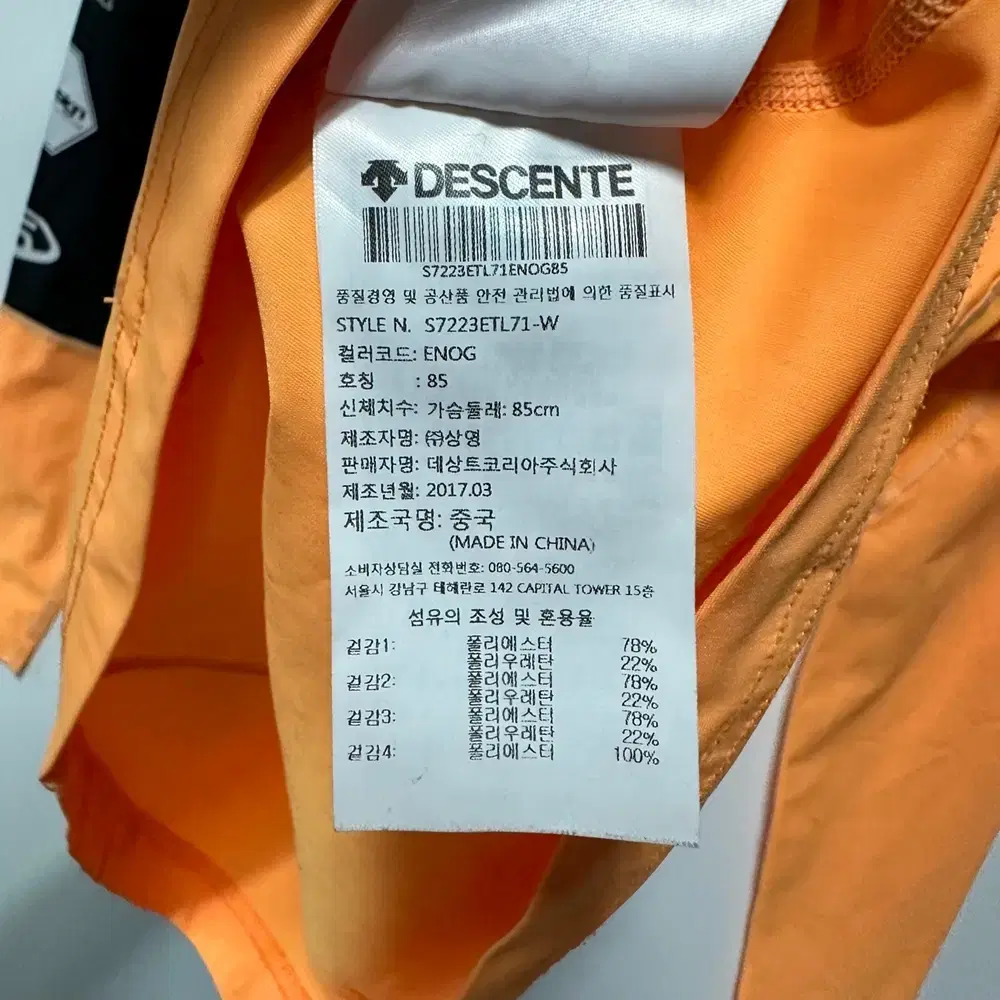 DESCENTE
S7223ETL71ENOG85
품질경영 및 공산품 안전 관리법에 의한 품질표시
STYLE N. S7223ETL71-W
컬러코드: ENOG
호칭 : 85
신체치수: 가슴둘레: 85cm
제조자명: ㈜상영
판매자명: 데상트코리아주식회사
제조년월: 2017.03
제조국명: 중국
(MADE IN CHINA)
소비자상담실 전화번호: 080-564-5600
서울시 강남구 테헤란로 142 CAPITAL TOWER 15층
섬유의 조성 및 혼용율
겉감1: 폴리에스터 78%
폴리우레탄 22%
겉감2: 폴리에스터 78%
폴리우레탄 22%
겉감3: 폴리에스터 78%
폴리우레탄 22%
겉감4: 폴리에스터 100%